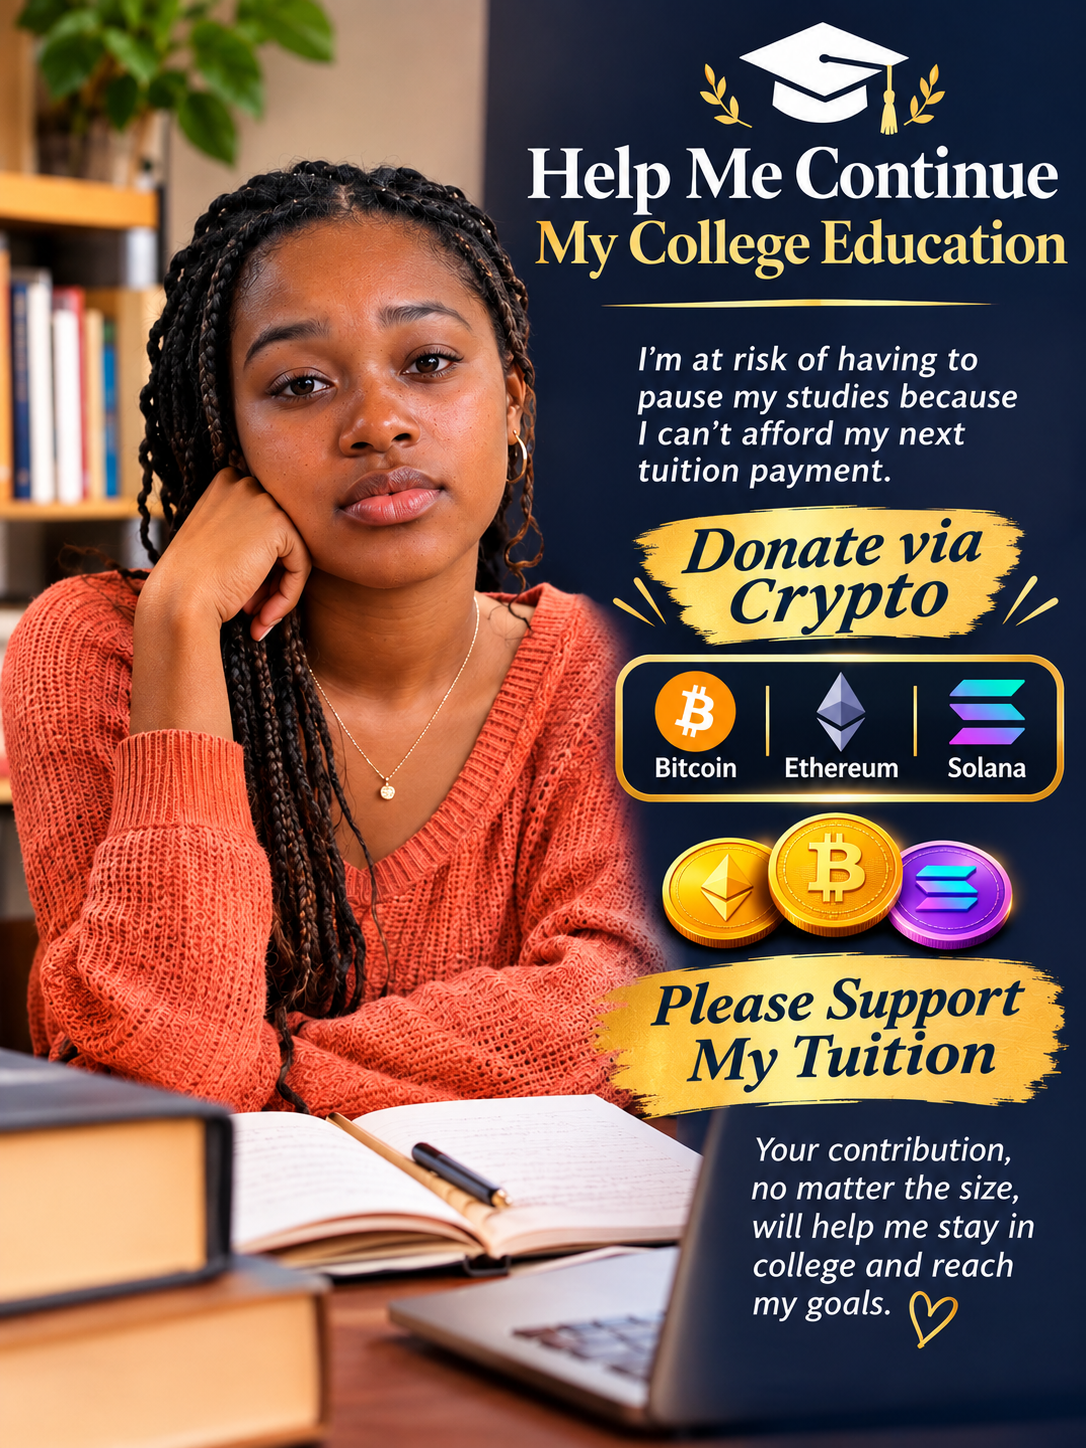 Help Me Continue
My College Education
I'm at risk of having to
pause my studies because
I can't afford my next
tuition payment.
Donate via
Crypto
Bitcoin
Ethereum
Solana
Please Support
My Tuition
Your contribution,
no matter the size,
will help me stay in
college and reach
my goals.